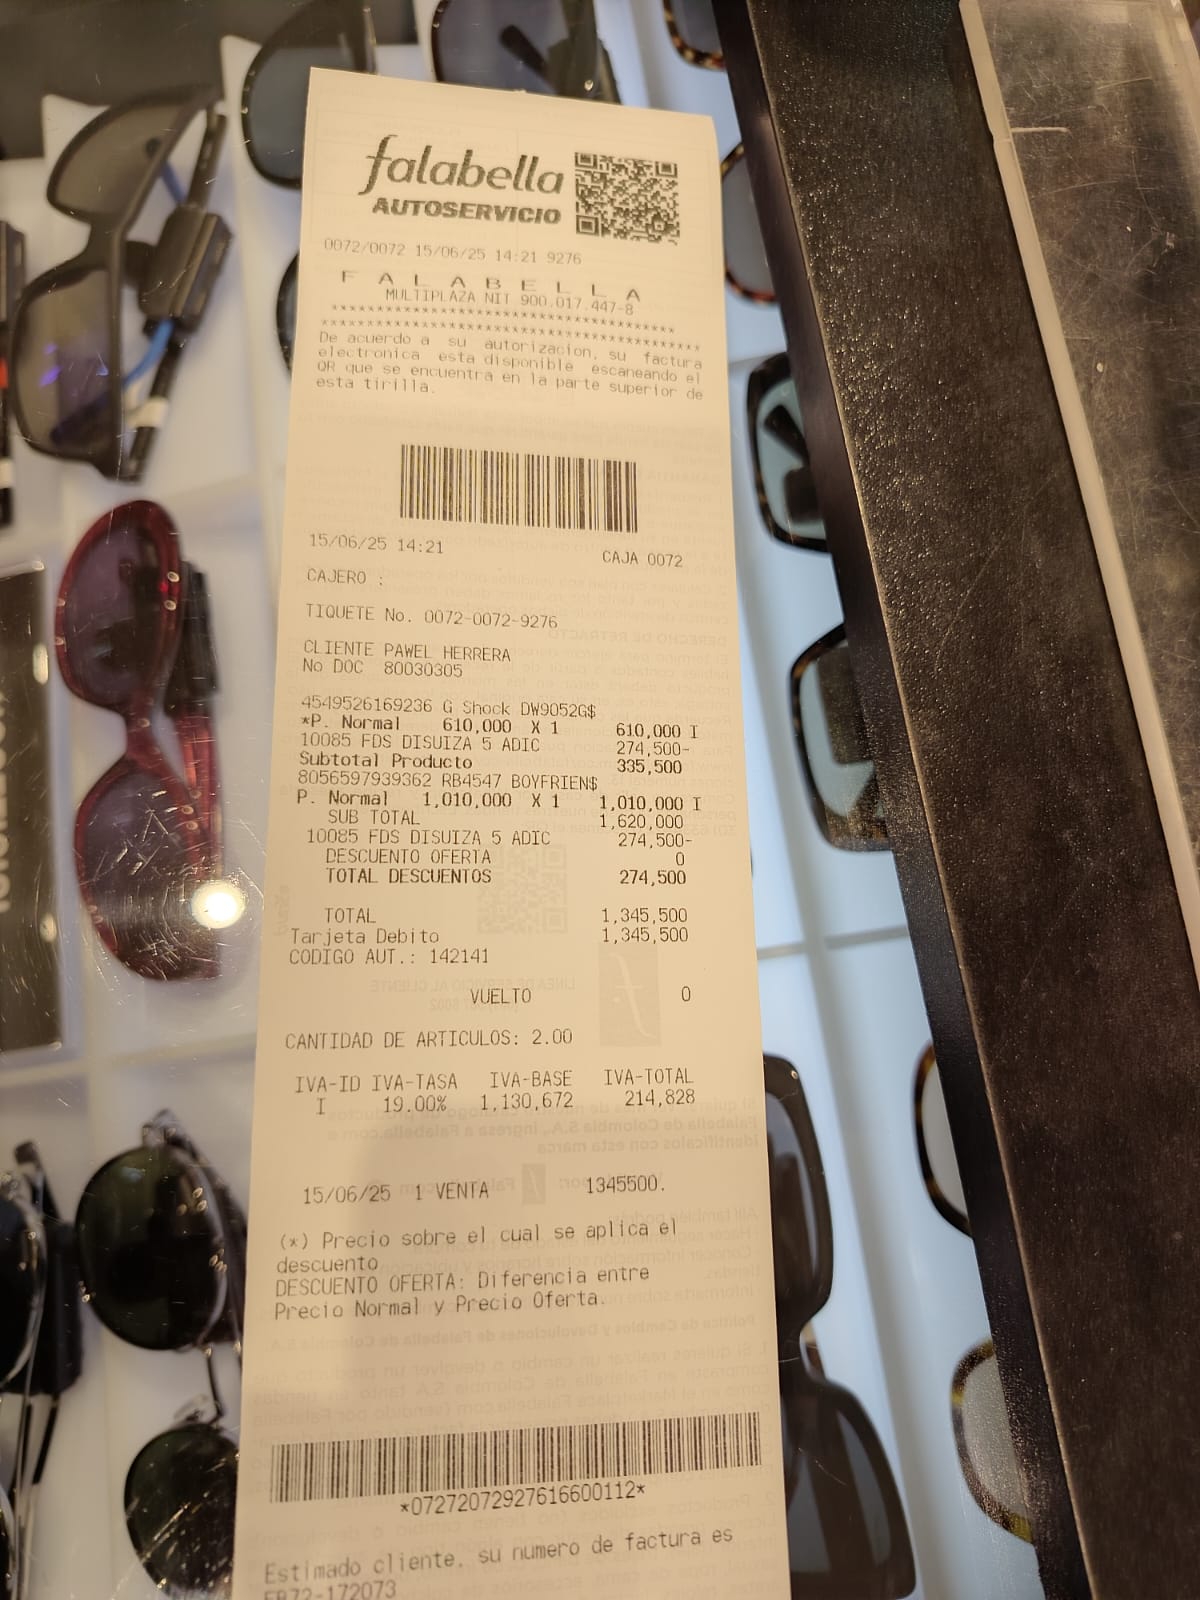 falabella
AUTOSERVICIO
0072/0072 15/06/25 14:21 9276
F A L A B E L L A
MULTIPLAZA NIT 900.017.447-8
****************************************
****************************************
De acuerdo a su autorizacion, su factura
electronica esta disponible escaneando el
QR que se encuentra en la parte superior de
esta tirilla.
15/06/25 14:21 CAJA 0072
CAJERO :
TIQUETE No. 0072-0072-9276
CLIENTE PAWEL HERRERA
No DOC 80030305
4549526169236 G Shock DW9052G$
*P. Normal 610,000 X 1 610,000 I
10085 FDS DISUIZA 5 ADIC 274,500-
Subtotal Producto 335,500
8056597939362 RB4547 BOYFRIEN$
P. Normal 1,010,000 X 1 1,010,000 I
SUB TOTAL 1,620,000
10085 FDS DISUIZA 5 ADIC 274,500-
DESCUENTO OFERTA 0
TOTAL DESCUENTOS 274,500
TOTAL 1,345,500
Tarjeta Debito 1,345,500
CODIGO AUT.: 142141
VUELTO 0
CANTIDAD DE ARTICULOS: 2.00
IVA-ID IVA-TASA IVA-BASE IVA-TOTAL
I 19.00% 1,130,672 214,828
15/06/25 1 VENTA 1345500.
(*) Precio sobre el cual se aplica el
descuento
DESCUENTO OFERTA: Diferencia entre
Precio Normal y Precio Oferta.
*07272072927616600112*
Estimado cliente, su numero de factura es
FB72-172073